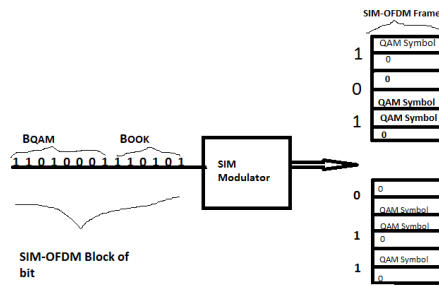 SIM-OFDM Frame
QAM Symbol
1
0
0
0
QAM Symbol
1
QAM Symbol
0
BQAM BOOK
1 1 0 1 0 0 0 1 1 1 0 1 0 1
SIM
Modulator
SIM-OFDM Block of
bit
0
0
QAM Symbol
1
QAM Symbol
0
1
QAM Symbol
0